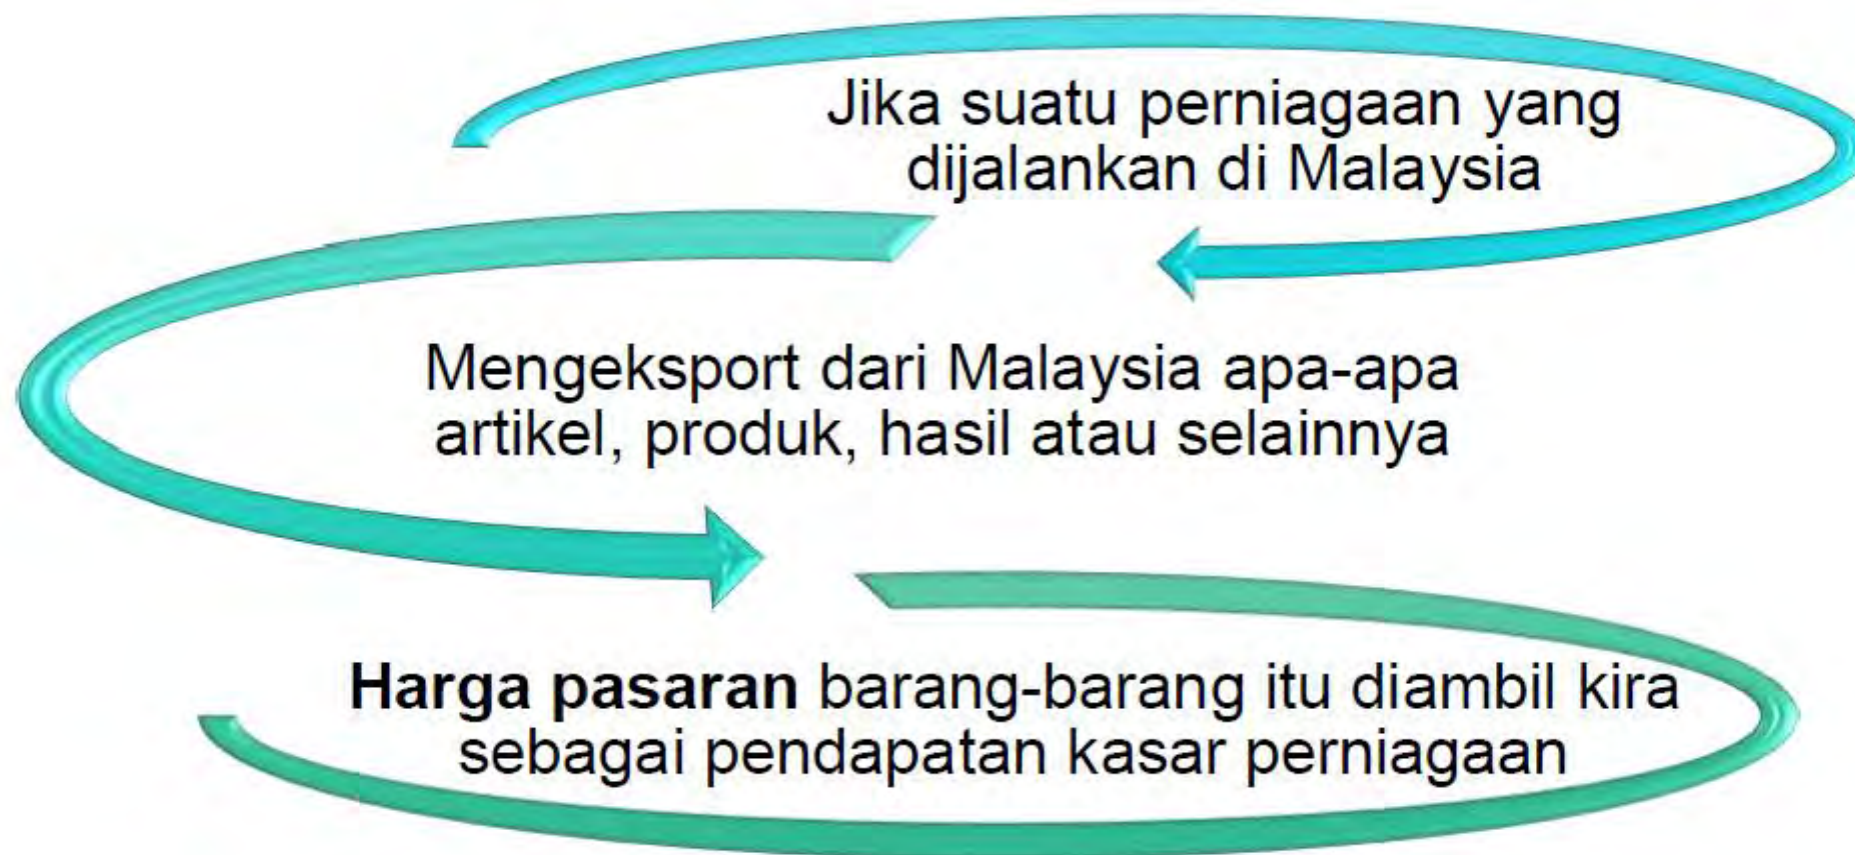 Jika suatu perniagaan yang
dijalankan di Malaysia
Mengeksport dari Malaysia apa-apa
artikel, produk, hasil atau selainnya
Harga pasaran barang-barang itu diambil kira
sebagai pendapatan kasar perniagaan